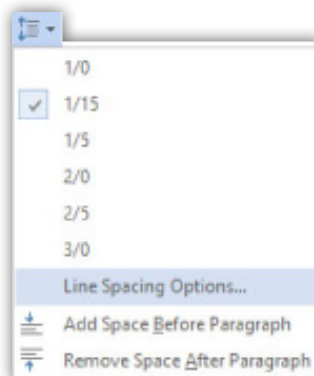 1/0
1/15
1/5
2/0
2/5
3/0
Line Spacing Options...
Add Space Before Paragraph
Remove Space After Paragraph